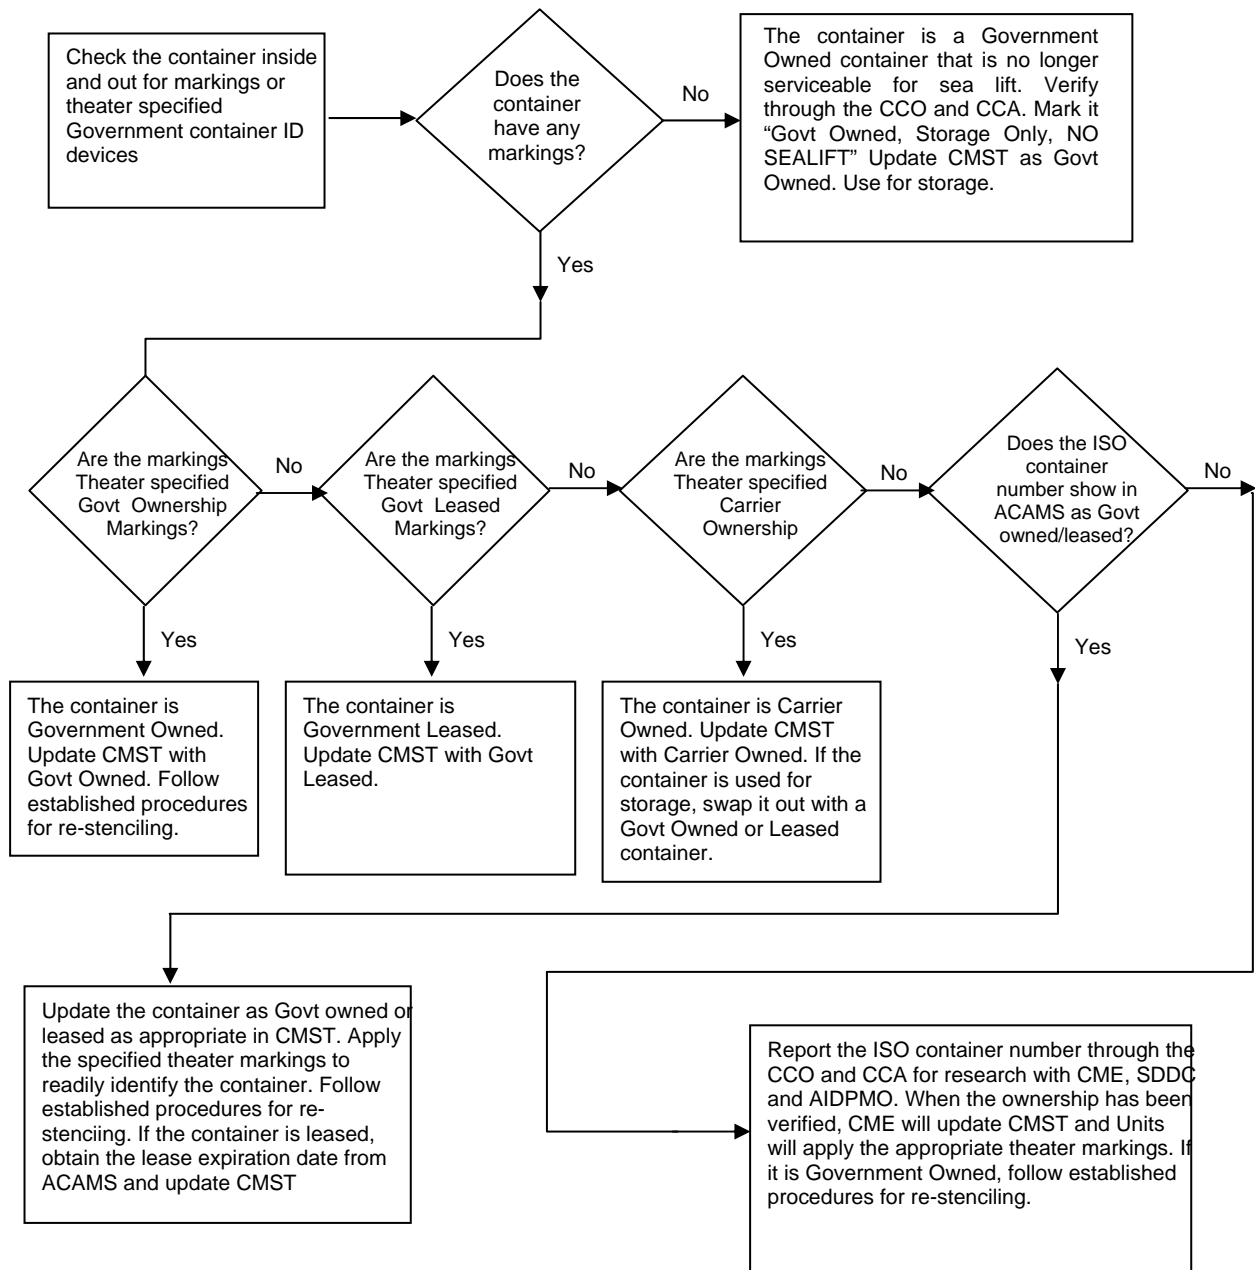 Check the container inside
and out for markings or
theater specified
Government container ID
devices
Does the
container
have any
markings?
No
The container is a Government
Owned container that is no longer
serviceable for sea lift. Verify
through the CCO and CCA. Mark it
“Govt Owned, Storage Only, NO
SEALIFT” Update CMST as Govt
Owned. Use for storage.
Yes
Are the markings
Theater specified
Govt Ownership
Markings?
No
Are the markings
Theater specified
Govt Leased
Markings?
No
Are the markings
Theater specified
Carrier
Ownership
No
Does the ISO
container
number show in
ACAMS as Govt
owned/leased?
No
Yes
Yes
Yes
Yes
The container is
Government Owned.
Update CMST with
Govt Owned. Follow
established procedures
for re-stenciling.
The container is
Government Leased.
Update CMST with Govt
Leased.
The container is Carrier
Owned. Update CMST
with Carrier Owned. If the
container is used for
storage, swap it out with a
Govt Owned or Leased
container.
Update the container as Govt owned or
leased as appropriate in CMST. Apply
the specified theater markings to
readily identify the container. Follow
established procedures for re-
stenciing. If the container is leased,
obtain the lease expiration date from
ACAMS and update CMST
Report the ISO container number through the
CCO and CCA for research with CME, SDDC
and AIDPMO. When the ownership has been
verified, CME will update CMST and Units
will apply the appropriate theater markings. If
it is Government Owned, follow established
procedures for re-stenciling.